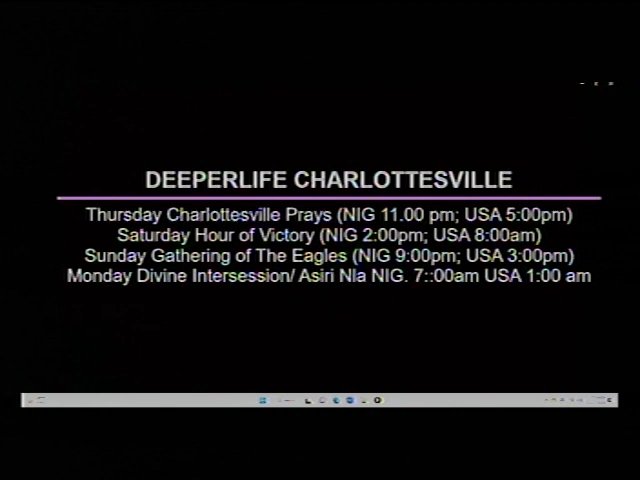 DEEPERLIFE CHARLOTTESVILLE
Thursday Charlottesville Prays (NIG 11.00 pm; USA 5:00pm)
Saturday Hour of Victory (NIG 2:00pm; USA 8:00am)
Sunday Gathering of The Eagles (NIG 9:00pm; USA 3:00pm)
Monday Divine Intersession/ Asiri Nla NIG. 7::00am USA 1:00 am